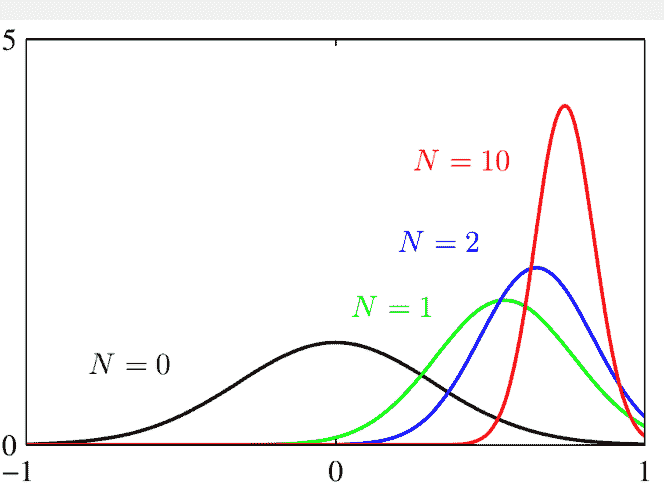 5
N = 10
N = 2
N = 1
N = 0
0
−1
0
1